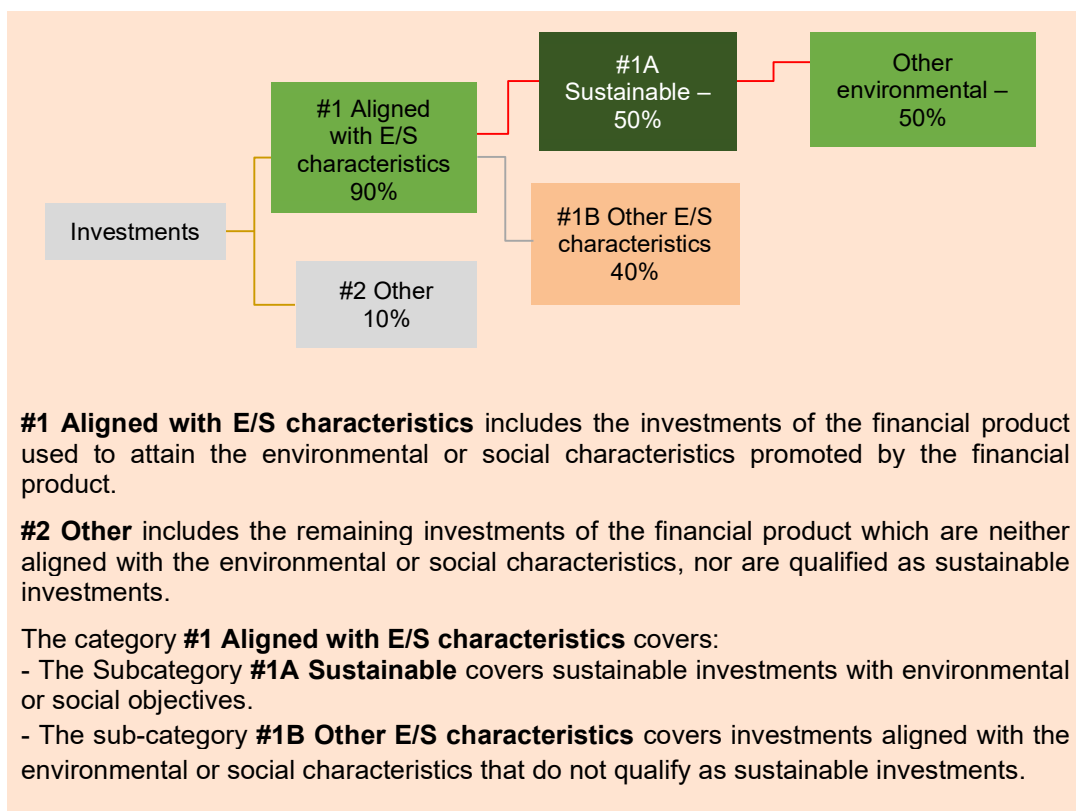 #1 Aligned
with E/S
characteristics
90%
#1A
Sustainable –
50%
Other
environmental –
50%
Investments
#1B Other E/S
characteristics
40%
#2 Other
10%
#1 Aligned with E/S characteristics includes the investments of the financial product
used to attain the environmental or social characteristics promoted by the financial
product.
#2 Other includes the remaining investments of the financial product which are neither
aligned with the environmental or social characteristics, nor are qualified as sustainable
investments.
The category #1 Aligned with E/S characteristics covers:
- The Subcategory #1A Sustainable covers sustainable investments with environmental
or social objectives.
- The sub-category #1B Other E/S characteristics covers investments aligned with the
environmental or social characteristics that do not qualify as sustainable investments.